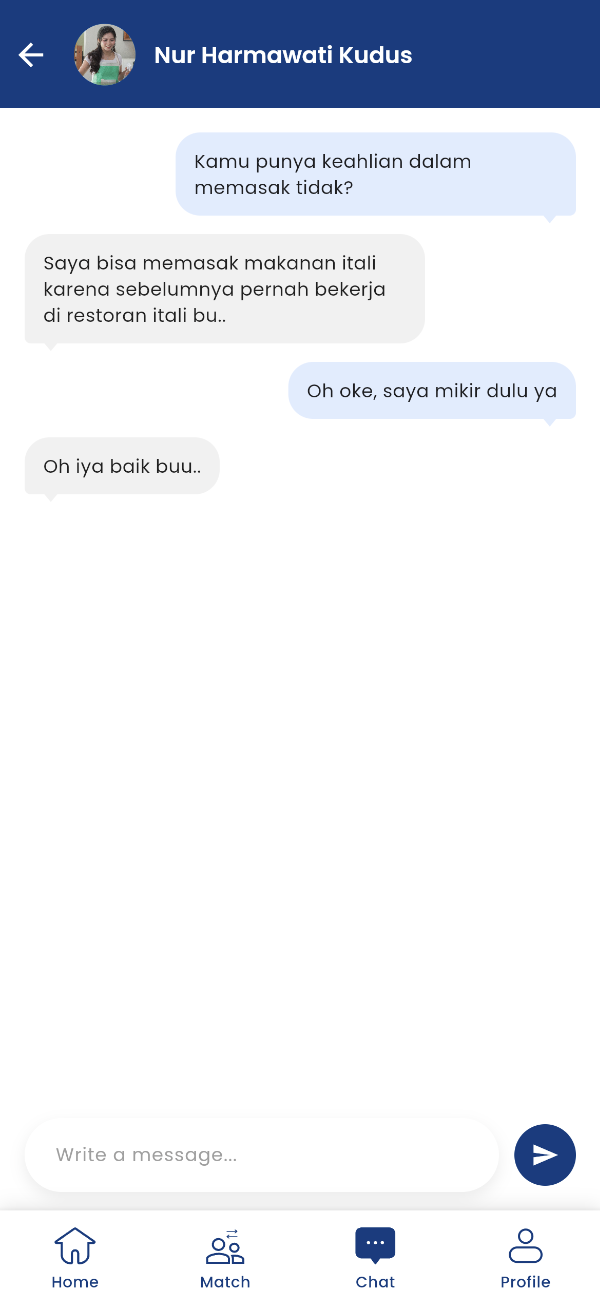 Nur Harmawati Kudus
Kamu punya keahlian dalam
memasak tidak?
Saya bisa memasak makanan itali
karena sebelumnya pernah bekerja
di restoran itali bu..
Oh oke, saya mikir dulu ya
Oh iya baik buu..
Write a message...
Home Match Chat Profile